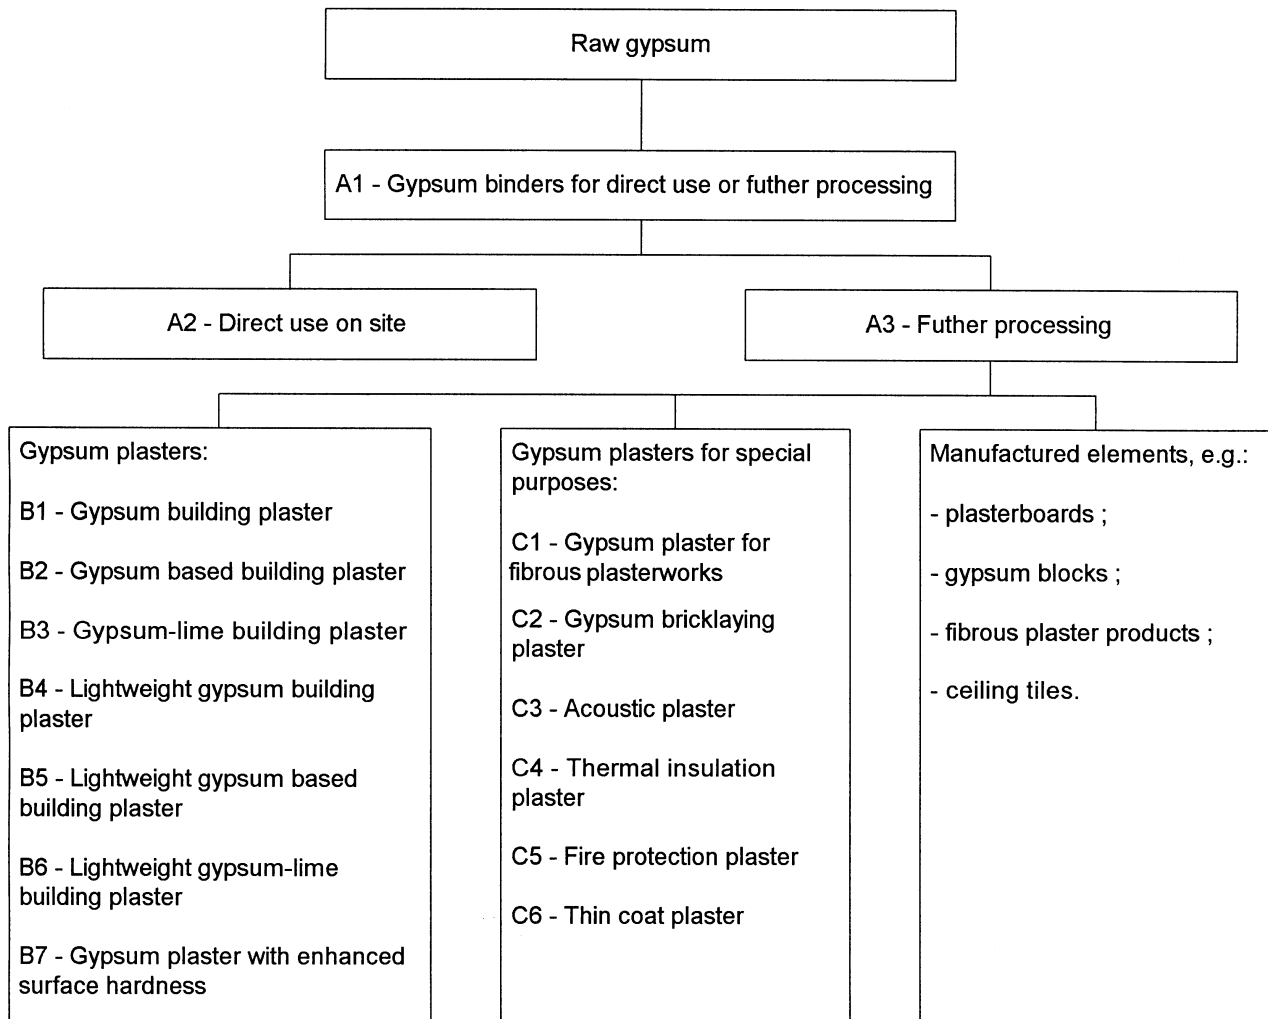 Raw gypsum
A1 - Gypsum binders for direct use or futher processing
A2 - Direct use on site
A3 - Futher processing
Gypsum plasters:
B1 - Gypsum building plaster
B2 - Gypsum based building plaster
B3 - Gypsum-lime building plaster
B4 - Lightweight gypsum building
plaster
B5 - Lightweight gypsum based
building plaster
B6 - Lightweight gypsum-lime
building plaster
B7 - Gypsum plaster with enhanced
surface hardness
Gypsum plasters for special
purposes:
C1 - Gypsum plaster for
fibrous plasterworks
C2 - Gypsum bricklaying
plaster
C3 - Acoustic plaster
C4 - Thermal insulation
plaster
C5 - Fire protection plaster
C6 - Thin coat plaster
Manufactured elements, e.g.:
- plasterboards ;
- gypsum blocks ;
- fibrous plaster products ;
- ceiling tiles.